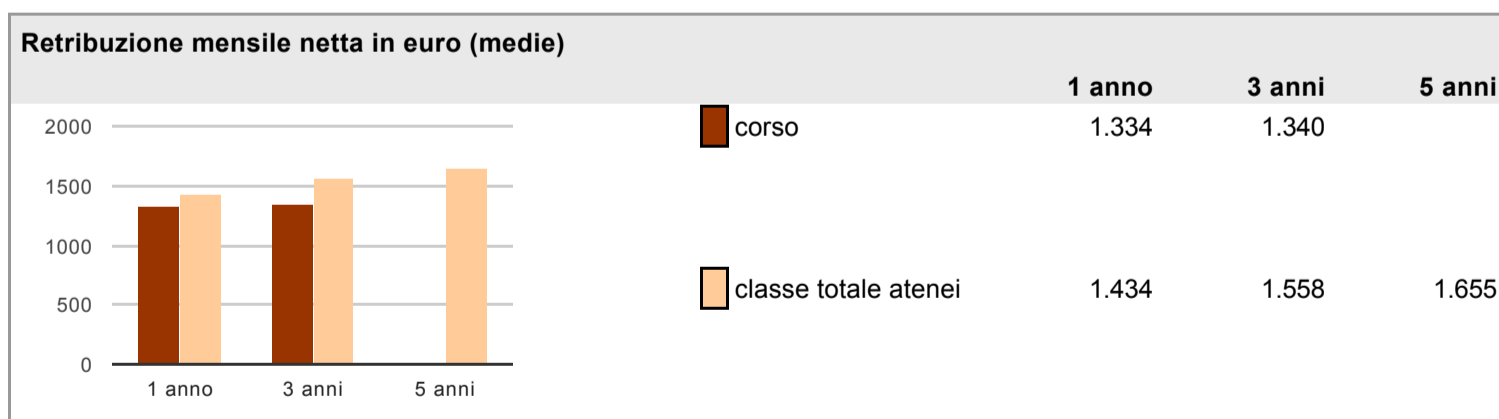 Retribuzione mensile netta in euro (medie)
1 anno 3 anni 5 anni
corso 1.334 1.340
classe totale atenei 1.434 1.558 1.655
2000
1500
1000
500
0
1 anno 3 anni 5 anni